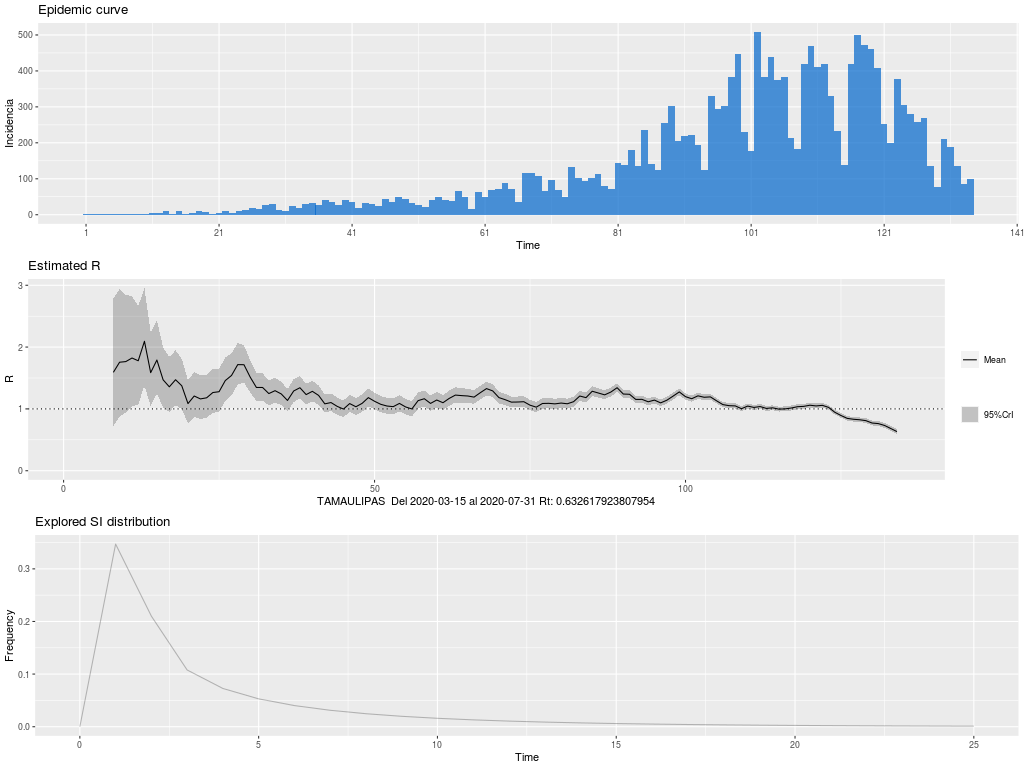 Epidemic curve
500
400
300
200
100
0
Incidencia
1 21 41 61 81 101 121 141
Time
Estimated R
3
2
1
0
R
Mean
95%CrI
0 50 100
TAMAULIPAS Del 2020-03-15 al 2020-07-31 Rt: 0.632617923807954
Explored SI distribution
0.3
0.2
0.1
0.0
Frequency
0 5 10 15 20 25
Time